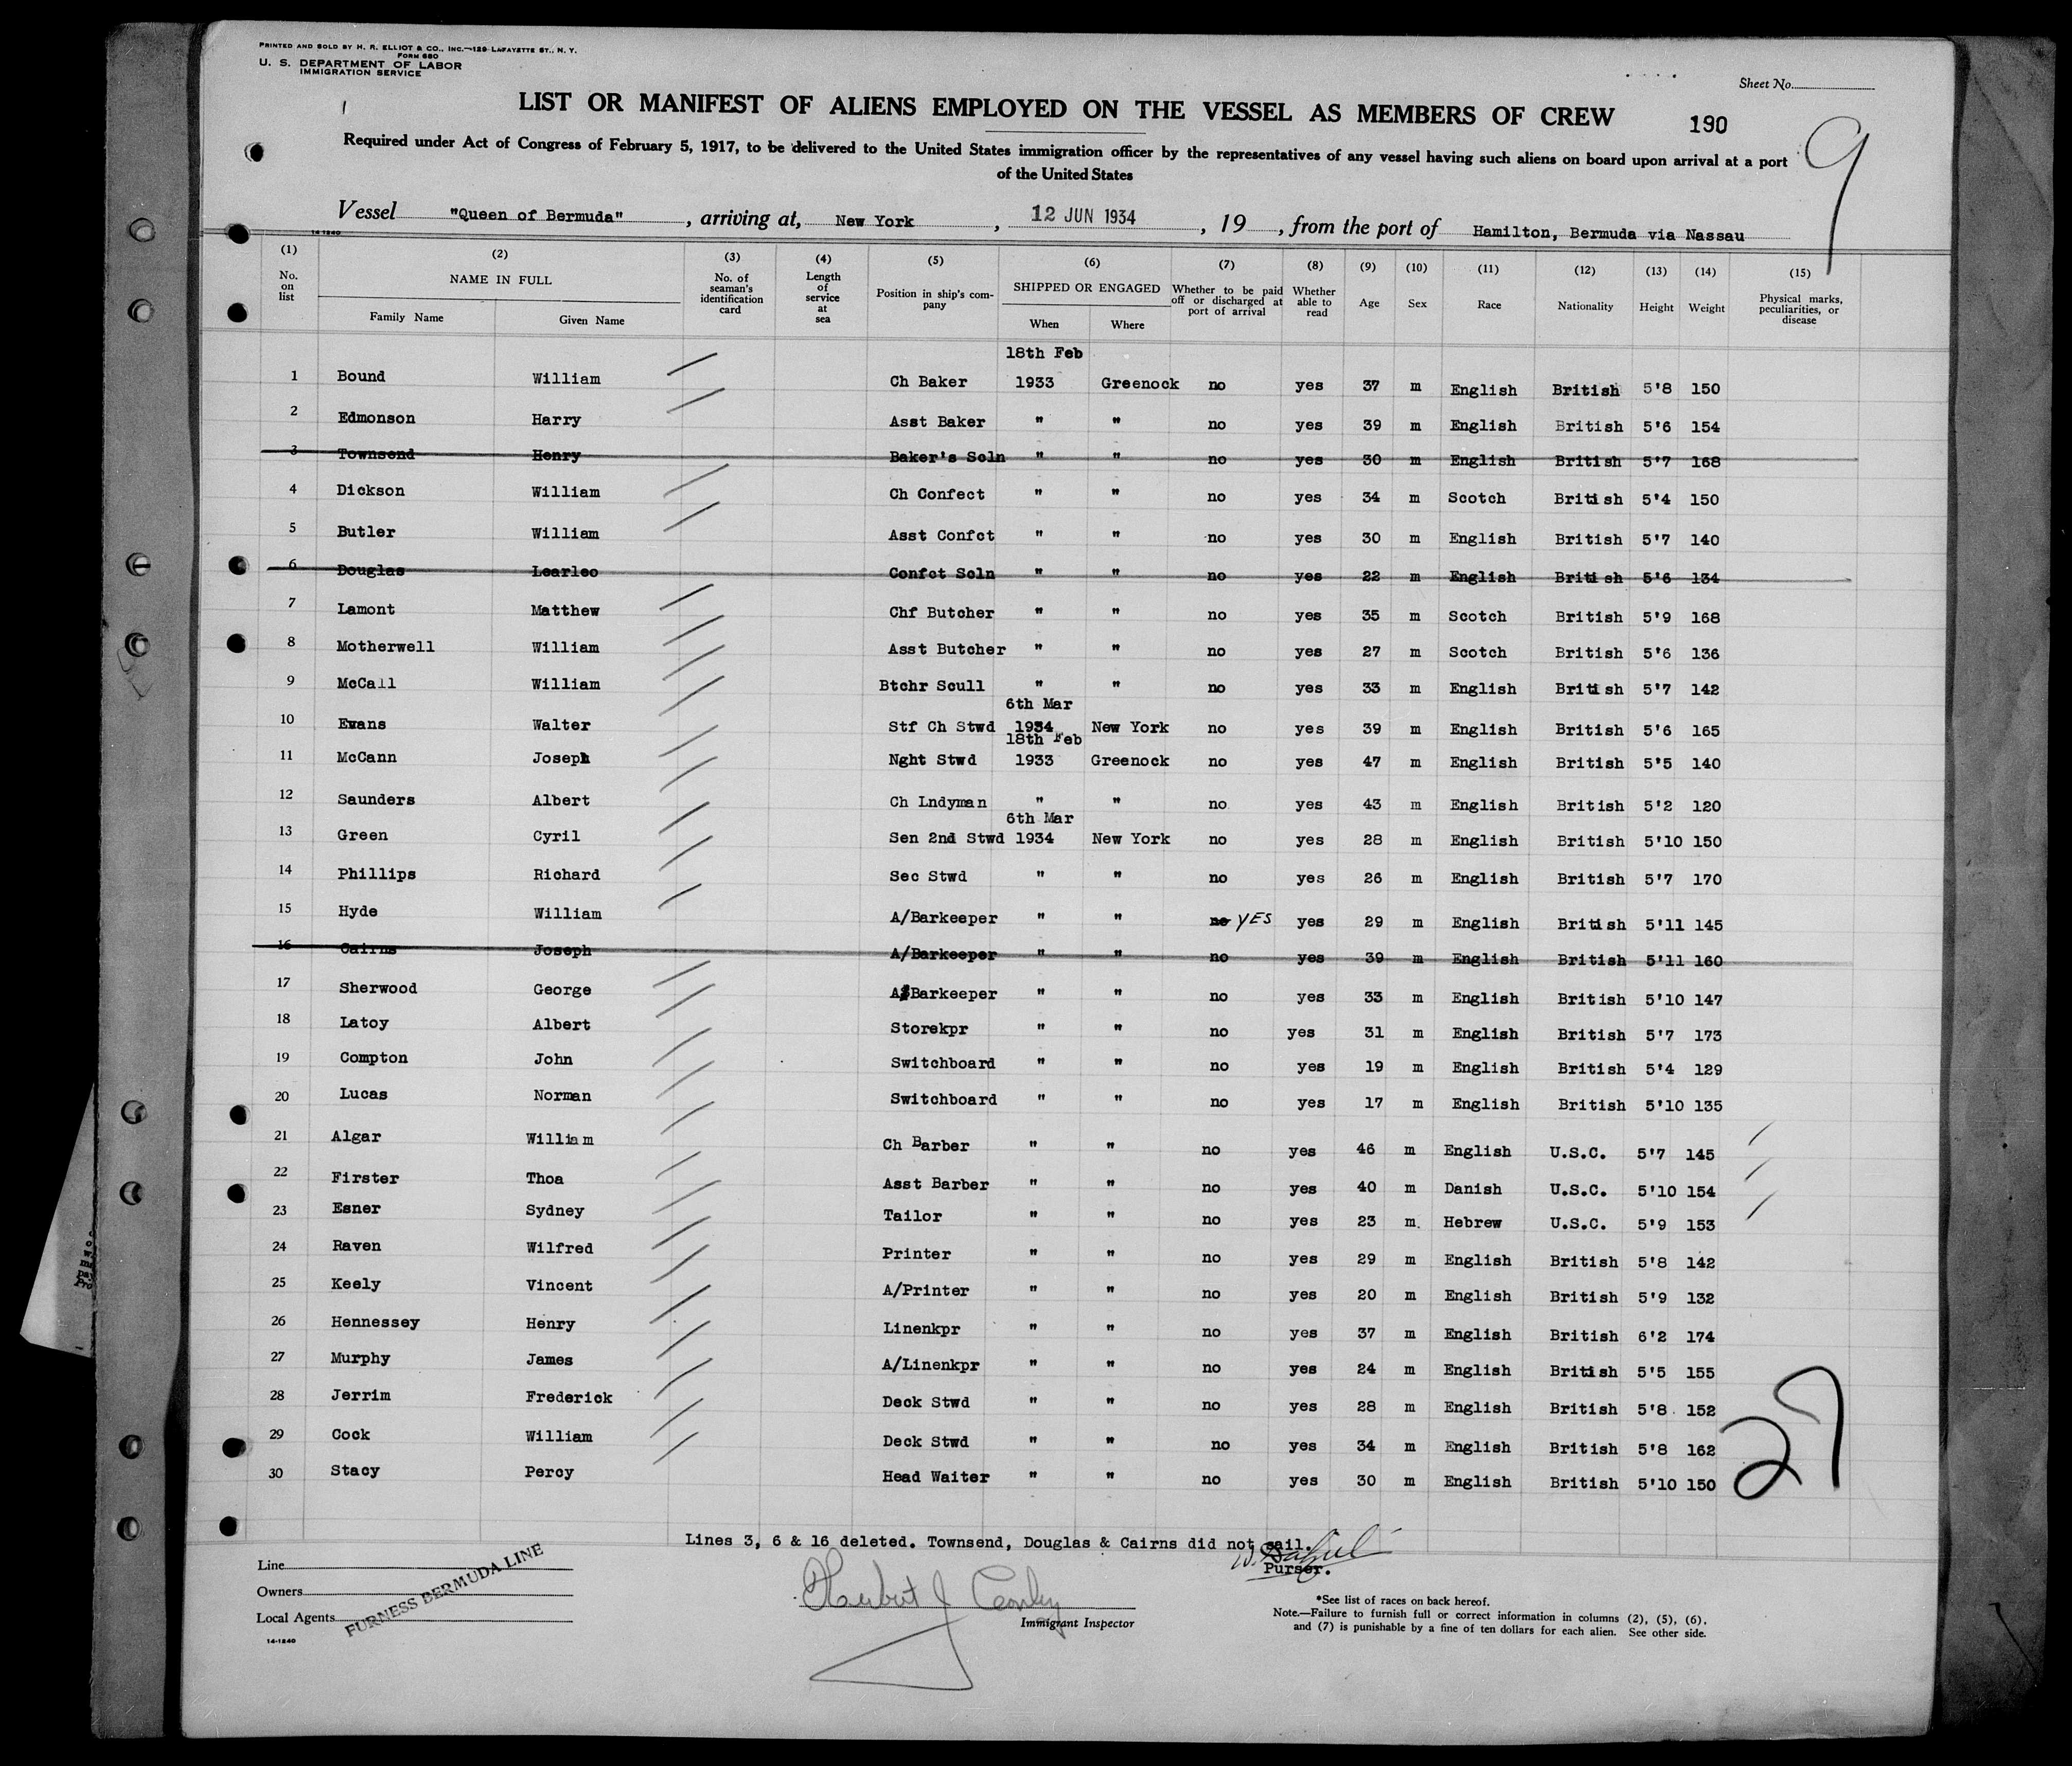 PRINTED AND SOLD BY H. R. ELLIOT & CO., INC.—129 LAFAYETTE ST., N. Y.
FORM 680
U. S. DEPARTMENT OF LABOR
IMMIGRATION SERVICE
Sheet No.
LIST OR MANIFEST OF ALIENS EMPLOYED ON THE VESSEL AS MEMBERS OF CREW
190
9
Required under Act of Congress of February 5, 1917, to be delivered to the United States immigration officer by the representatives of any vessel having such aliens on board upon arrival at a port
of the United States
Vessel "Queen of Bermuda", arriving at, New York, 12 JUN 1934, 19, from the port of Hamilton, Bermuda via Nassau
14-1240
(1) (2) (3) (4) (5) (6) (7) (8) (9) (10) (11) (12) (13) (14) (15)
No. on list NAME IN FULL Family Name Given Name No. of seaman's identification card Length of service at sea Position in ship's company SHIPPED OR ENGAGED When Where Whether to be paid off or discharged at port of arrival Whether able to read Age Sex Race Nationality Height Weight Physical marks, peculiarities, or disease
18th Feb
1 Bound William Ch Baker 1933 Greenock no yes 37 m English British 5'8 150
2 Edmonson Harry Asst Baker " " no yes 39 m English British 5'6 154
3 Townsend Henry Baker's Scln " " no yes 30 m English British 5'7 168
4 Dickson William Ch Confect " " no yes 34 m Scotch British 5'4 150
5 Butler William Asst Confct " " no yes 30 m English British 5'7 140
6 Douglas Learleo Confct Scln " " no yes 22 m English British 5'6 134
7 Lamont Matthew Chf Butcher " " no yes 35 m Scotch British 5'9 168
8 Motherwell William Asst Butcher " " no yes 27 m Scotch British 5'6 136
9 McCall William Btchr Scull " " no yes 33 m English British 5'7 142
6th Mar
10 Evans Walter Stf Ch Stwd 1934 New York no yes 39 m English British 5'6 165
18th Feb
11 McCann Joseph Nght Stwd 1933 Greenock no yes 47 m English British 5'5 140
12 Saunders Albert Ch Lndyman " " no yes 43 m English British 5'2 120
6th Mar
13 Green Cyril Sen 2nd Stwd 1934 New York no yes 28 m English British 5'10 150
14 Phillips Richard Sec Stwd " " no yes 26 m English British 5'7 170
15 Hyde William A/Barkeeper " " no YES yes 29 m English British 5'11 145
16 Cairns Joseph A/Barkeeper " " no yes 39 m English British 5'11 160
17 Sherwood George A/Barkeeper " " no yes 33 m English British 5'10 147
18 Latoy Albert Storekpr " " no yes 31 m English British 5'7 173
19 Compton John Switchboard " " no yes 19 m English British 5'4 129
20 Lucas Norman Switchboard " " no yes 17 m English British 5'10 135
21 Algar William Ch Barber " " no yes 46 m English U.S.C. 5'7 145
22 Firster Thoa Asst Barber " " no yes 40 m Danish U.S.C. 5'10 154
23 Esner Sydney Tailor " " no yes 23 m. Hebrew U.S.C. 5'9 153
24 Raven Wilfred Printer " " no yes 29 m English British 5'8 142
25 Keely Vincent A/Printer " " no yes 20 m English British 5'9 132
26 Hennessey Henry Linenkpr " " no yes 37 m English British 6'2 174
27 Murphy James A/Linenkpr " " no yes 24 m English British 5'5 155
28 Jerrim Frederick Deck Stwd " " no yes 28 m English British 5'8 152
29 Cock William Deck Stwd " " no yes 34 m English British 5'8 162
30 Stacy Percy Head Waiter " " no yes 30 m English British 5'10 150
27
Lines 3, 6 & 16 deleted. Townsend, Douglas & Cairns did not sail.
Purser.
Line
Owners
Local Agents
FURNESS BERMUDA LINE
14-1240
Herbert J
Immigrant Inspector
*See list of races on back hereof.
Note.—Failure to furnish full or correct information in columns (2), (5), (6),
and (7) is punishable by a fine of ten dollars for each alien. See other side.